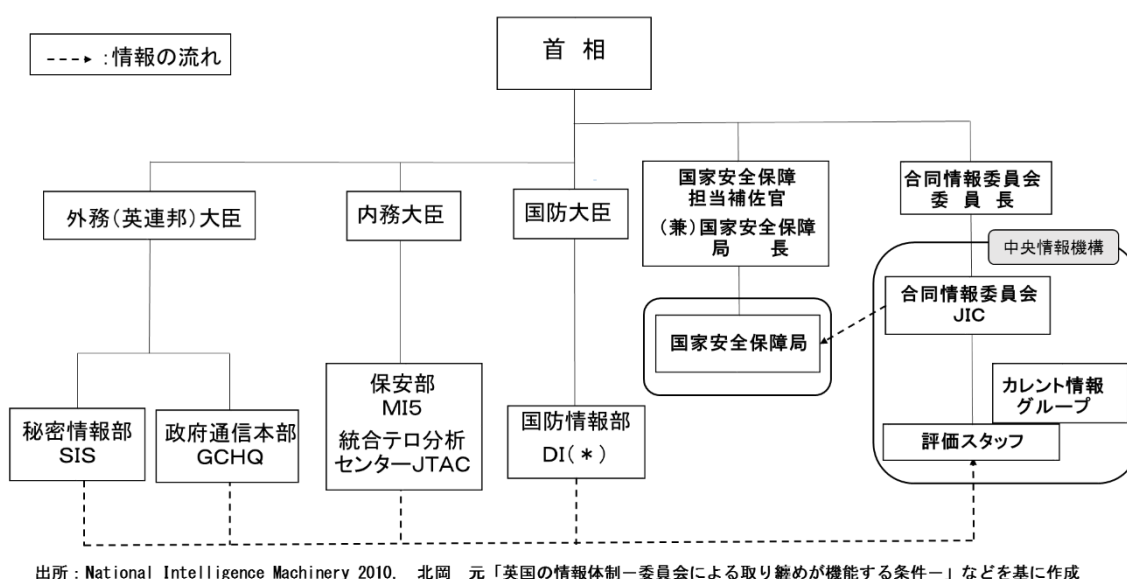 首 相
----▸ :情報の流れ
外務(英連邦)大臣
内務大臣
国防大臣
国家安全保障
担当補佐官
(兼)国家安全保障
局 長
合同情報委員会
委 員 長
中央情報機構
合同情報委員会
JIC
国家安全保障局
カレント情報
グループ
評価スタッフ
秘密情報部
SIS
政府通信本部
GCHQ
保安部
MI5
統合テロ分析
センターJTAC
国防情報部
DI(*)
出所:National Intelligence Machinery 2010, 北岡 元「英国の情報体制-委員会による取り纏めが機能する条件-」などを基に作成